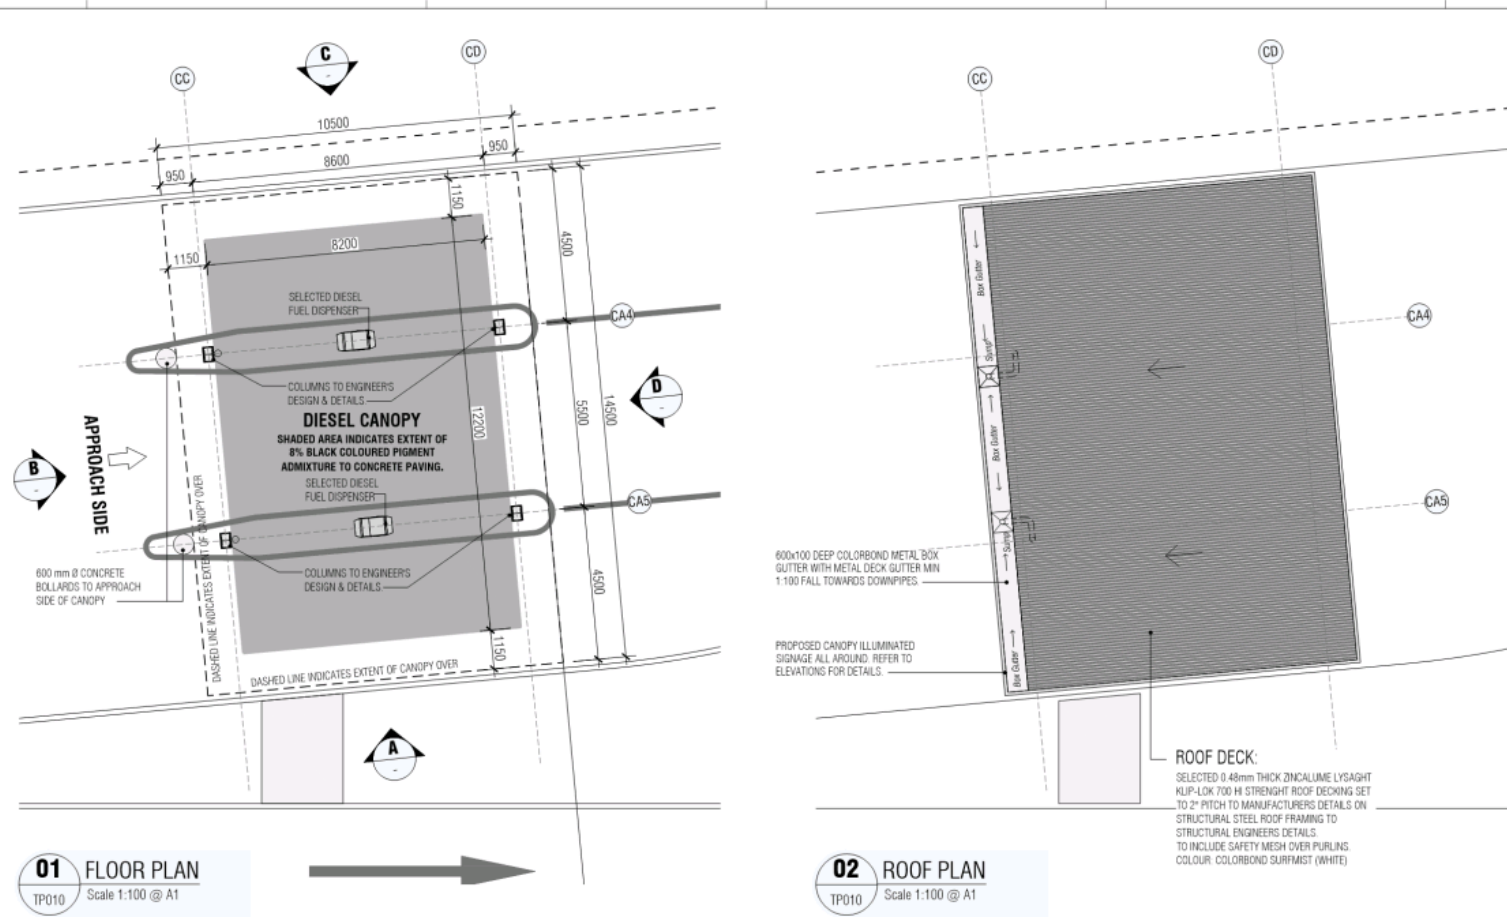 C
-
CD
CC
10500
8600
950
950
1150
4500
8200
1150
SELECTED DIESEL
FUEL DISPENSER
CA4
COLUMNS TO ENGINEER'S
DESIGN & DETAILS
DIESEL CANOPY
SHADED AREA INDICATES EXTENT OF
8% BLACK COLOURED PIGMENT
ADMIXTURE TO CONCRETE PAVING.
12200
5500
14500
D
-
APPROACH SIDE
B
-
SELECTED DIESEL
FUEL DISPENSER
CA5
DASHED LINE INDICATES EXTENT OF CANOPY OVER
600 mm Ø CONCRETE
BOLLARDS TO APPROACH
SIDE OF CANOPY
COLUMNS TO ENGINEER'S
DESIGN & DETAILS
4500
1150
DASHED LINE INDICATES EXTENT OF CANOPY OVER
A
-
01
TP010
FLOOR PLAN
Scale 1:100 @ A1
CC
CD
Box Gutter
Sump
CA4
Box Gutter
CA5
Sump
600x100 DEEP COLORBOND METAL BOX
GUTTER WITH METAL DECK GUTTER MIN
1:100 FALL TOWARDS DOWNPIPES
PROPOSED CANOPY ILLUMINATED
SIGNAGE ALL AROUND. REFER TO
ELEVATIONS FOR DETAILS.
Box Gutter
ROOF DECK:
SELECTED 0.48mm THICK ZINCALUME LYSAGHT
KLIP-LOK 700 HI STRENGHT ROOF DECKING SET
TO 2° PITCH TO MANUFACTURERS DETAILS ON
STRUCTURAL STEEL ROOF FRAMING TO
STRUCTURAL ENGINEERS DETAILS.
TO INCLUDE SAFETY MESH OVER PURLINS.
COLOUR: COLORBOND SURFMIST (WHITE)
02
TP010
ROOF PLAN
Scale 1:100 @ A1